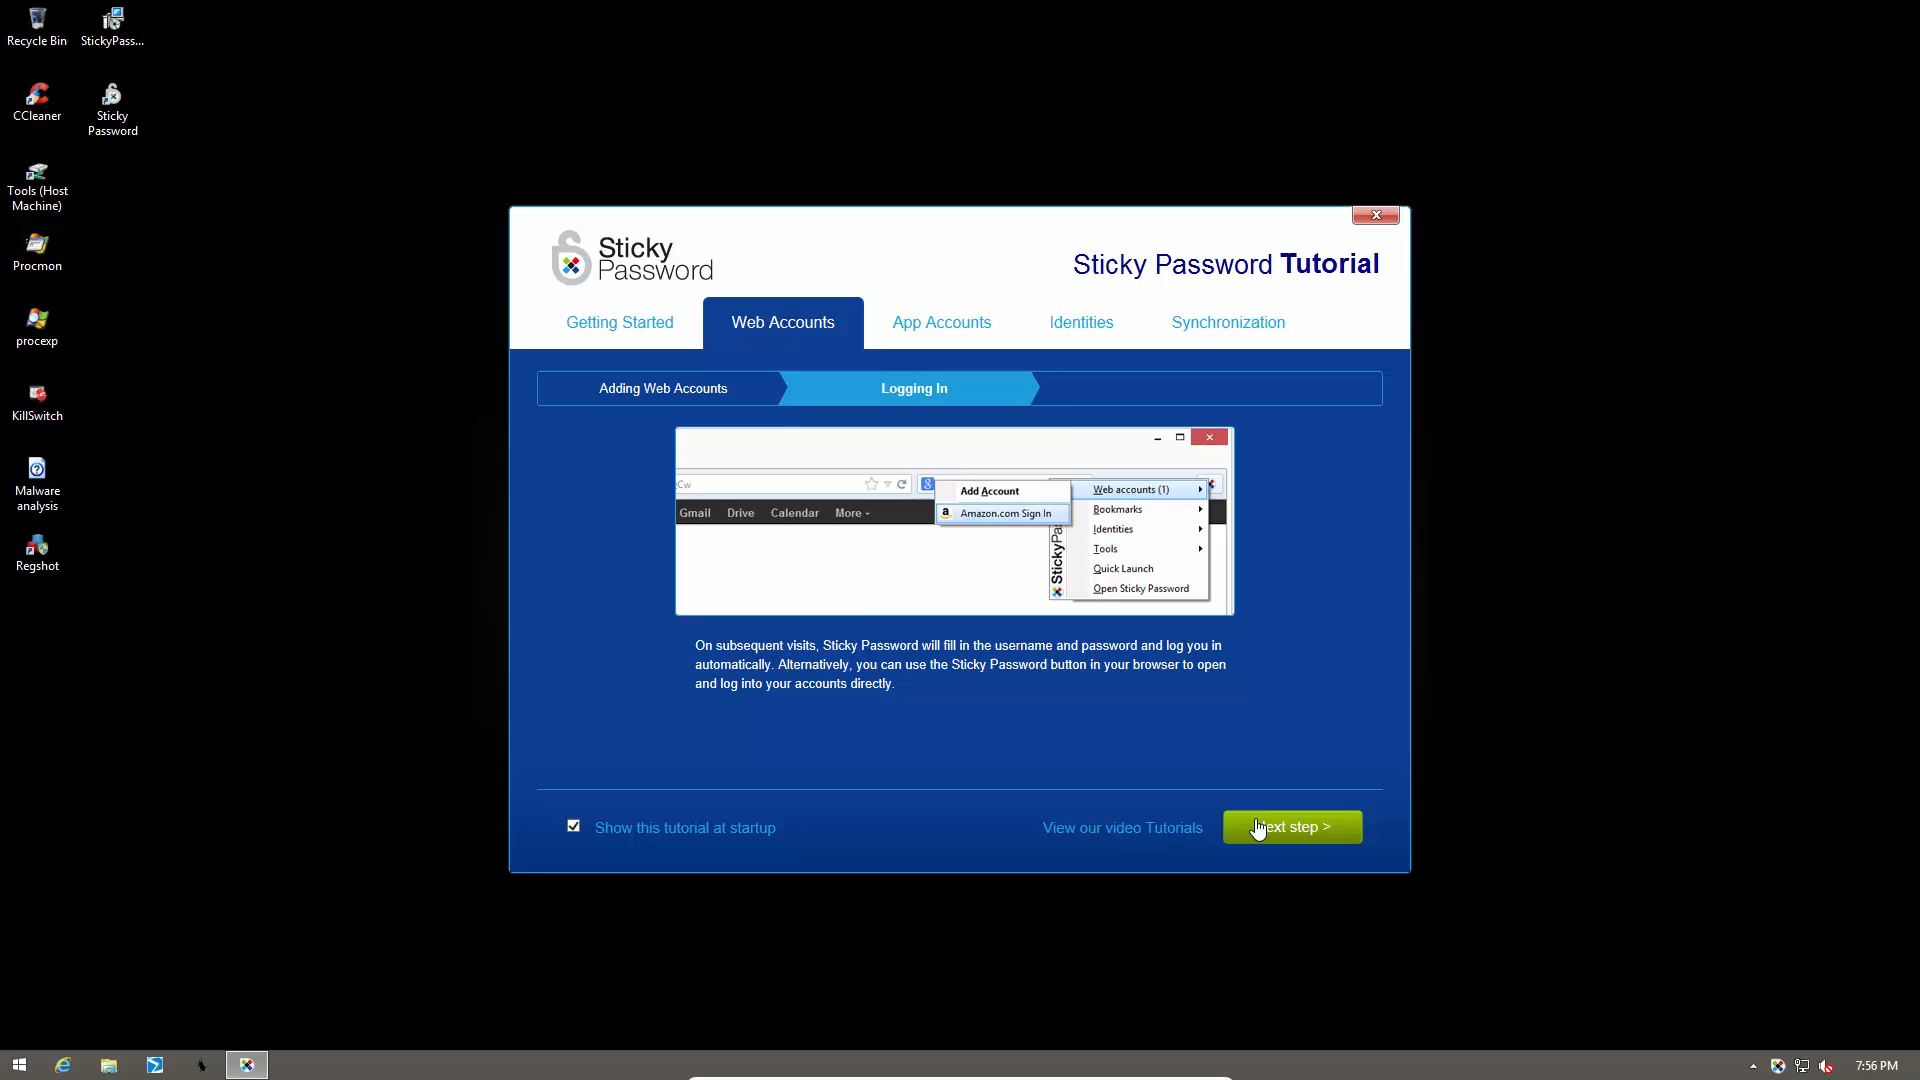 Recycle Bin
StickyPass...
CCleaner
Sticky
Password
Tools (Host
Machine)
Procmon
procexp
KillSwitch
Malware
analysis
Regshot
Sticky
Password
Sticky Password Tutorial
Getting Started
Web Accounts
App Accounts
Identities
Synchronization
Adding Web Accounts
Logging In
Add Account
Amazon.com Sign In
Web accounts (1)
Bookmarks
Identities
Tools
Quick Launch
Open Sticky Password
Gmail
Drive
Calendar
More
On subsequent visits, Sticky Password will fill in the username and password and log you in
automatically. Alternatively, you can use the Sticky Password button in your browser to open
and log into your accounts directly.
Show this tutorial at startup
View our video Tutorials
step >
7:56 PM